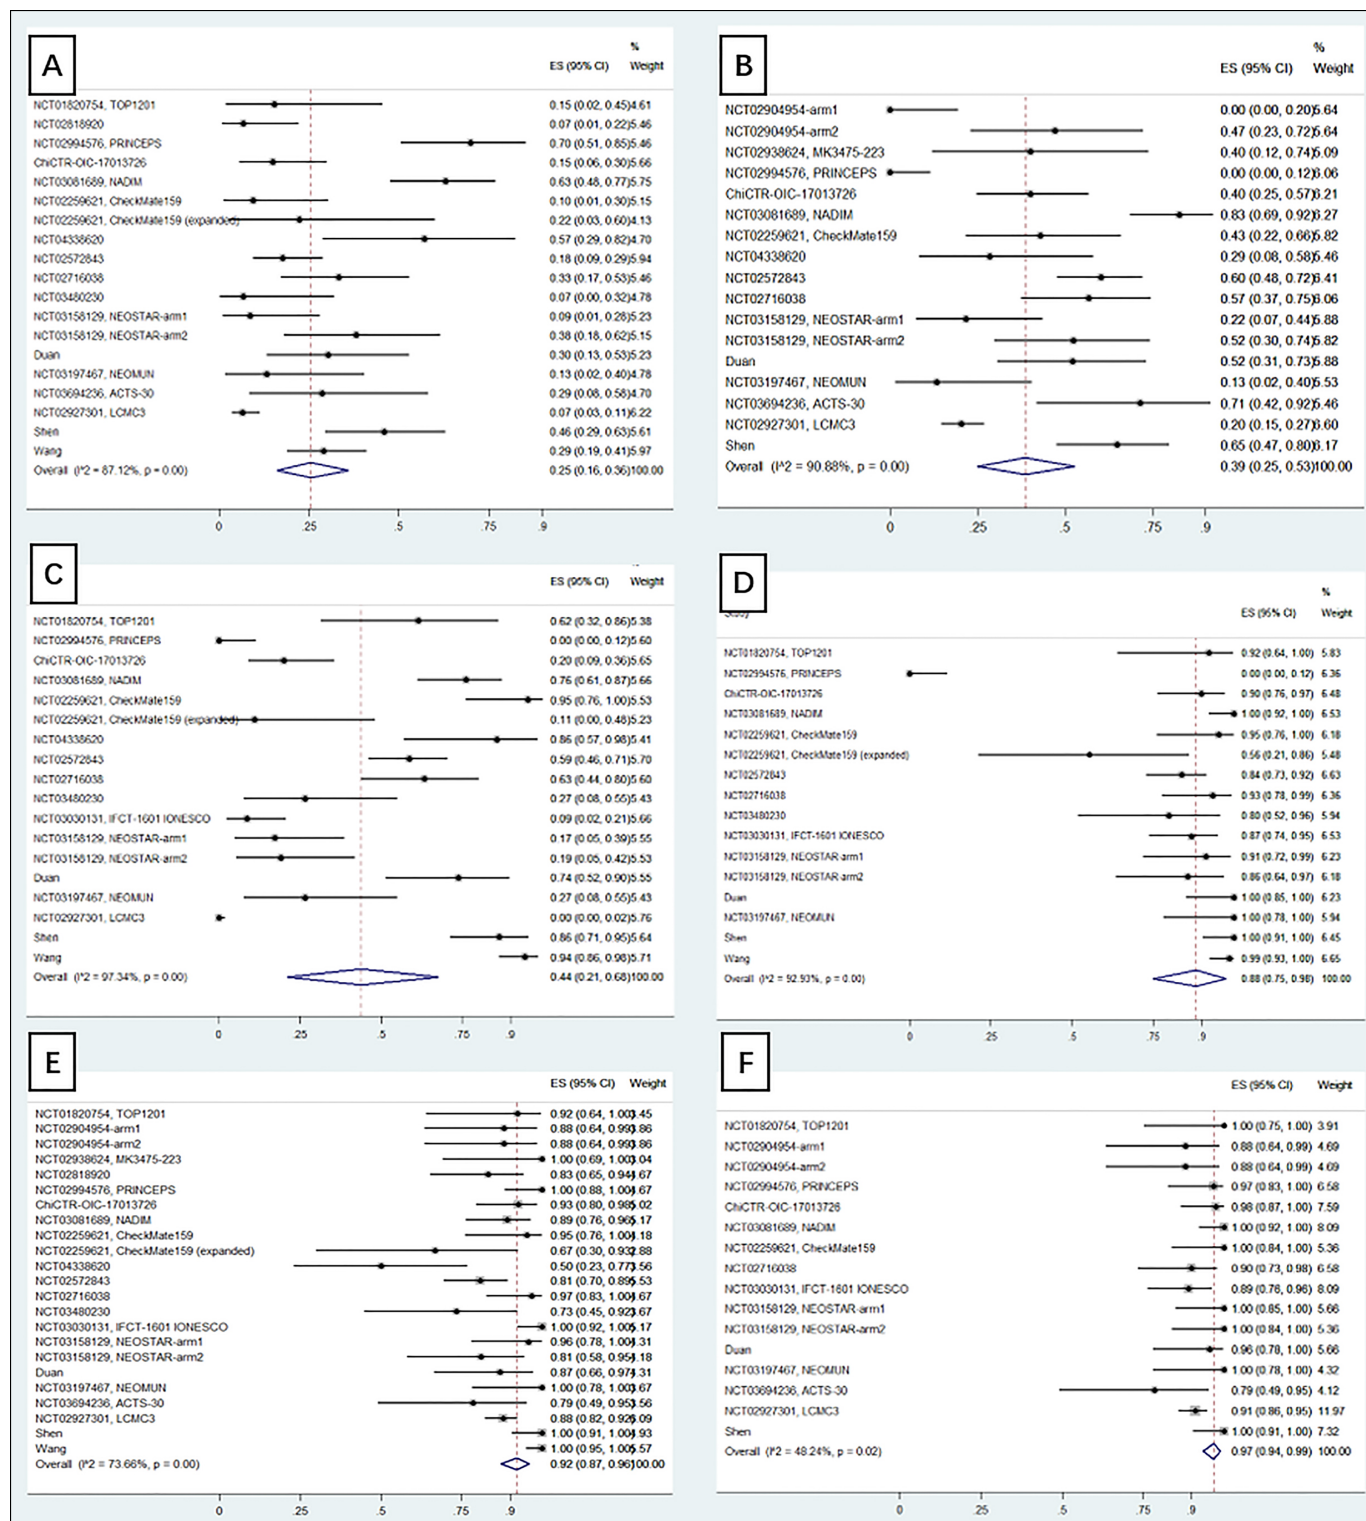 A
%
ES (95% CI) Weight
NCT01820754, TOP1201 0.15 (0.02, 0.45)4.61
NCT02818920 0.07 (0.01, 0.22)5.46
NCT02994576, PRINCEPS 0.70 (0.51, 0.85)5.46
ChiCTR-OIC-17013726 0.15 (0.06, 0.30)5.66
NCT03081689, NADIM 0.63 (0.48, 0.77)5.75
NCT02259621, CheckMate159 0.10 (0.01, 0.30)5.15
NCT02259621, CheckMate159 (expanded) 0.22 (0.03, 0.60)4.13
NCT04338620 0.57 (0.29, 0.82)4.70
NCT02572843 0.18 (0.09, 0.29)5.94
NCT02716038 0.33 (0.17, 0.53)5.46
NCT03480230 0.07 (0.00, 0.32)4.78
NCT03158129, NEOSTAR-arm1 0.09 (0.01, 0.28)5.23
NCT03158129, NEOSTAR-arm2 0.38 (0.18, 0.62)5.15
Duan 0.30 (0.13, 0.53)5.23
NCT03197467, NEOMUN 0.13 (0.02, 0.40)4.78
NCT03694236, ACTS-30 0.29 (0.08, 0.58)4.70
NCT02927301, LCMC3 0.07 (0.03, 0.11)6.22
Shen 0.46 (0.29, 0.63)5.61
Wang 0.29 (0.19, 0.41)5.97
Overall (I^2 = 87.12%, p = 0.00) 0.25 (0.16, 0.36)100.00
0 .25 .5 .75 .9
B
%
ES (95% CI) Weight
NCT02904954-arm1 0.00 (0.00, 0.20)5.64
NCT02904954-arm2 0.47 (0.23, 0.72)5.64
NCT02938624, MK3475-223 0.40 (0.12, 0.74)5.09
NCT02994576, PRINCEPS 0.00 (0.00, 0.12)6.06
ChiCTR-OIC-17013726 0.40 (0.25, 0.57)6.21
NCT03081689, NADIM 0.83 (0.69, 0.92)6.27
NCT02259621, CheckMate159 0.43 (0.22, 0.66)5.82
NCT04338620 0.29 (0.08, 0.58)5.46
NCT02572843 0.60 (0.48, 0.72)6.41
NCT02716038 0.57 (0.37, 0.75)6.06
NCT03158129, NEOSTAR-arm1 0.22 (0.07, 0.44)5.88
NCT03158129, NEOSTAR-arm2 0.52 (0.30, 0.74)5.82
Duan 0.52 (0.31, 0.73)5.88
NCT03197467, NEOMUN 0.13 (0.02, 0.40)5.53
NCT03694236, ACTS-30 0.71 (0.42, 0.92)5.46
NCT02927301, LCMC3 0.20 (0.15, 0.27)6.60
Shen 0.65 (0.47, 0.80)6.17
Overall (I^2 = 90.88%, p = 0.00) 0.39 (0.25, 0.53)100.00
0 .25 .5 .75 .9
C
ES (95% CI) Weight
NCT01820754, TOP1201 0.62 (0.32, 0.86)5.38
NCT02994576, PRINCEPS 0.00 (0.00, 0.12)5.60
ChiCTR-OIC-17013726 0.20 (0.09, 0.36)5.65
NCT03081689, NADIM 0.76 (0.61, 0.87)5.66
NCT02259621, CheckMate159 0.95 (0.76, 1.00)5.53
NCT02259621, CheckMate159 (expanded) 0.11 (0.00, 0.48)5.23
NCT04338620 0.86 (0.57, 0.98)5.41
NCT02572843 0.59 (0.46, 0.71)5.70
NCT02716038 0.63 (0.44, 0.80)5.60
NCT03480230 0.27 (0.08, 0.55)5.43
NCT03030131, IFCT-1601 IONESCO 0.09 (0.02, 0.21)5.66
NCT03158129, NEOSTAR-arm1 0.17 (0.05, 0.39)5.55
NCT03158129, NEOSTAR-arm2 0.19 (0.05, 0.42)5.53
Duan 0.74 (0.52, 0.90)5.55
NCT03197467, NEOMUN 0.27 (0.08, 0.55)5.43
NCT02927301, LCMC3 0.00 (0.00, 0.02)5.76
Shen 0.86 (0.71, 0.95)5.64
Wang 0.94 (0.86, 0.98)5.71
Overall (I^2 = 97.34%, p = 0.00) 0.44 (0.21, 0.68)100.00
0 .25 .5 .75 .9
D
%
ES (95% CI) Weight
NCT01820754, TOP1201 0.92 (0.64, 1.00) 5.83
NCT02994576, PRINCEPS 0.00 (0.00, 0.12) 6.36
ChiCTR-OIC-17013726 0.90 (0.76, 0.97) 6.48
NCT03081689, NADIM 1.00 (0.92, 1.00) 6.53
NCT02259621, CheckMate159 0.95 (0.76, 1.00) 6.18
NCT02259621, CheckMate159 (expanded) 0.56 (0.21, 0.86) 5.48
NCT02572843 0.84 (0.73, 0.92) 6.63
NCT02716038 0.93 (0.78, 0.99) 6.36
NCT03480230 0.80 (0.52, 0.96) 5.94
NCT03030131, IFCT-1601 IONESCO 0.87 (0.74, 0.95) 6.53
NCT03158129, NEOSTAR-arm1 0.91 (0.72, 0.99) 6.23
NCT03158129, NEOSTAR-arm2 0.86 (0.64, 0.97) 6.18
Duan 1.00 (0.85, 1.00) 6.23
NCT03197467, NEOMUN 1.00 (0.78, 1.00) 5.94
Shen 1.00 (0.91, 1.00) 6.45
Wang 0.99 (0.93, 1.00) 6.65
Overall (I^2 = 92.93%, p = 0.00) 0.88 (0.75, 0.98) 100.00
0 .25 .5 .75 .9
E
ES (95% CI) Weight
NCT01820754, TOP1201 0.92 (0.64, 1.00)3.45
NCT02904954-arm1 0.88 (0.64, 0.99)3.86
NCT02904954-arm2 0.88 (0.64, 0.99)3.86
NCT02938624, MK3475-223 1.00 (0.69, 1.00)3.04
NCT02818920 0.83 (0.65, 0.94)4.67
NCT02994576, PRINCEPS 1.00 (0.88, 1.00)4.67
ChiCTR-OIC-17013726 0.93 (0.80, 0.98)5.02
NCT03081689, NADIM 0.89 (0.76, 0.96)5.17
NCT02259621, CheckMate159 0.95 (0.76, 1.00)4.18
NCT02259621, CheckMate159 (expanded) 0.67 (0.30, 0.93)2.88
NCT04338620 0.50 (0.23, 0.77)3.56
NCT02572843 0.81 (0.70, 0.89)5.53
NCT02716038 0.97 (0.83, 1.00)4.67
NCT03480230 0.73 (0.45, 0.92)3.67
NCT03030131, IFCT-1601 IONESCO 1.00 (0.92, 1.00)5.17
NCT03158129, NEOSTAR-arm1 0.96 (0.78, 1.00)4.31
NCT03158129, NEOSTAR-arm2 0.81 (0.58, 0.95)4.18
Duan 0.87 (0.66, 0.97)4.31
NCT03197467, NEOMUN 1.00 (0.78, 1.00)3.67
NCT03694236, ACTS-30 0.79 (0.49, 0.95)3.56
NCT02927301, LCMC3 0.88 (0.82, 0.92)6.09
Shen 1.00 (0.91, 1.00)4.93
Wang 1.00 (0.95, 1.00)5.57
Overall (I^2 = 73.66%, p = 0.00) 0.92 (0.87, 0.96)100.00
0 .25 .5 .75 .9
F
ES (95% CI) Weight
NCT01820754, TOP1201 1.00 (0.75, 1.00) 3.91
NCT02904954-arm1 0.88 (0.64, 0.99) 4.69
NCT02904954-arm2 0.88 (0.64, 0.99) 4.69
NCT02994576, PRINCEPS 0.97 (0.83, 1.00) 6.58
ChiCTR-OIC-17013726 0.98 (0.87, 1.00) 7.59
NCT03081689, NADIM 1.00 (0.92, 1.00) 8.09
NCT02259621, CheckMate159 1.00 (0.84, 1.00) 5.36
NCT02716038 0.90 (0.73, 0.98) 6.58
NCT03030131, IFCT-1601 IONESCO 0.89 (0.76, 0.96) 8.09
NCT03158129, NEOSTAR-arm1 1.00 (0.85, 1.00) 5.66
NCT03158129, NEOSTAR-arm2 1.00 (0.84, 1.00) 5.36
Duan 0.96 (0.78, 1.00) 5.66
NCT03197467, NEOMUN 1.00 (0.78, 1.00) 4.32
NCT03694236, ACTS-30 0.79 (0.49, 0.95) 4.12
NCT02927301, LCMC3 0.91 (0.86, 0.95) 11.97
Shen 1.00 (0.91, 1.00) 7.32
Overall (I^2 = 48.24%, p = 0.02) 0.97 (0.94, 0.99) 100.00
0 .25 .5 .75 .9